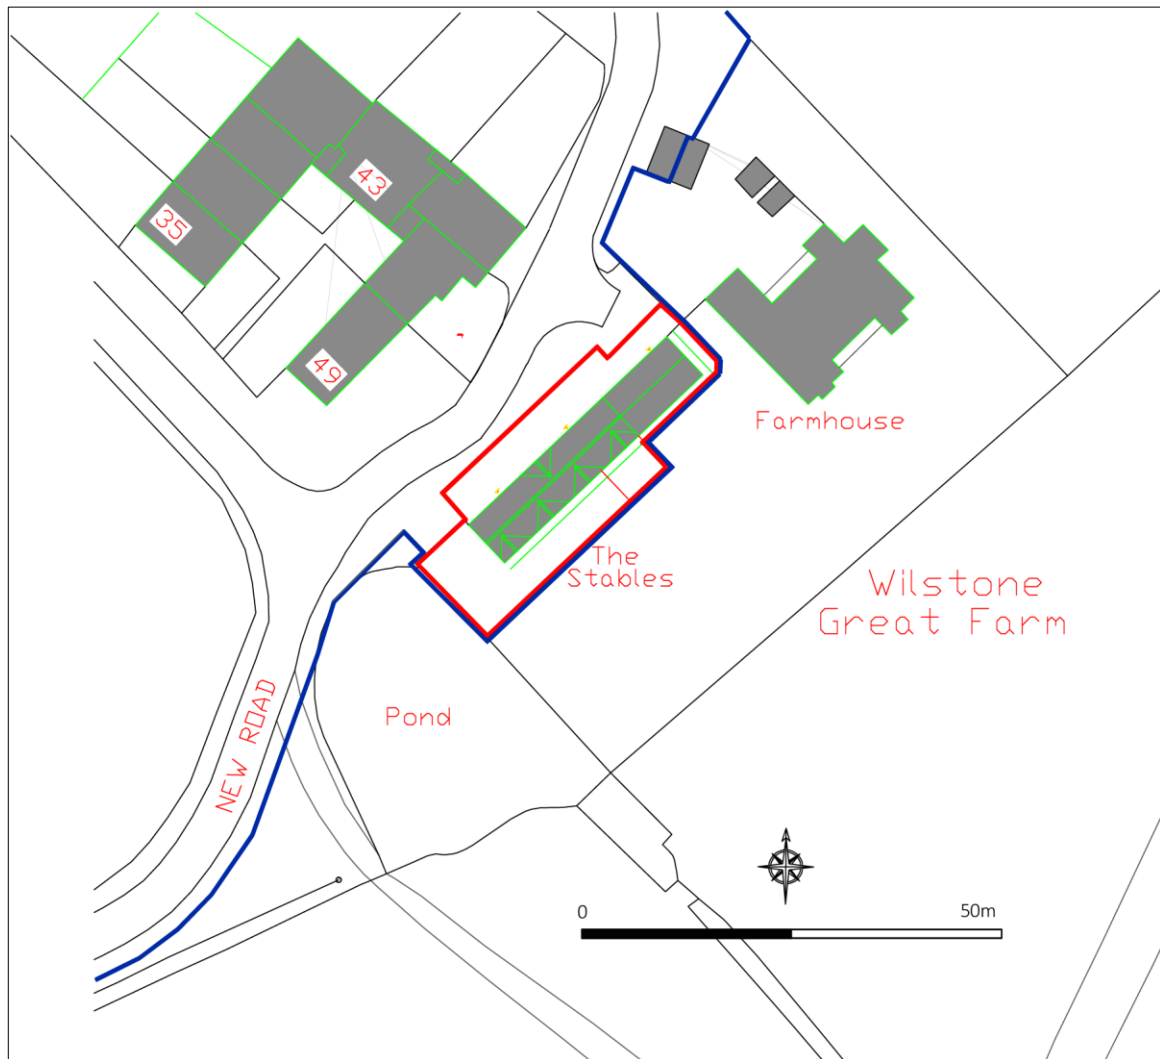 43
35
49
Farmhouse
The
Stables
Wilstone
Great Farm
Pond
NEW ROAD
0 50m